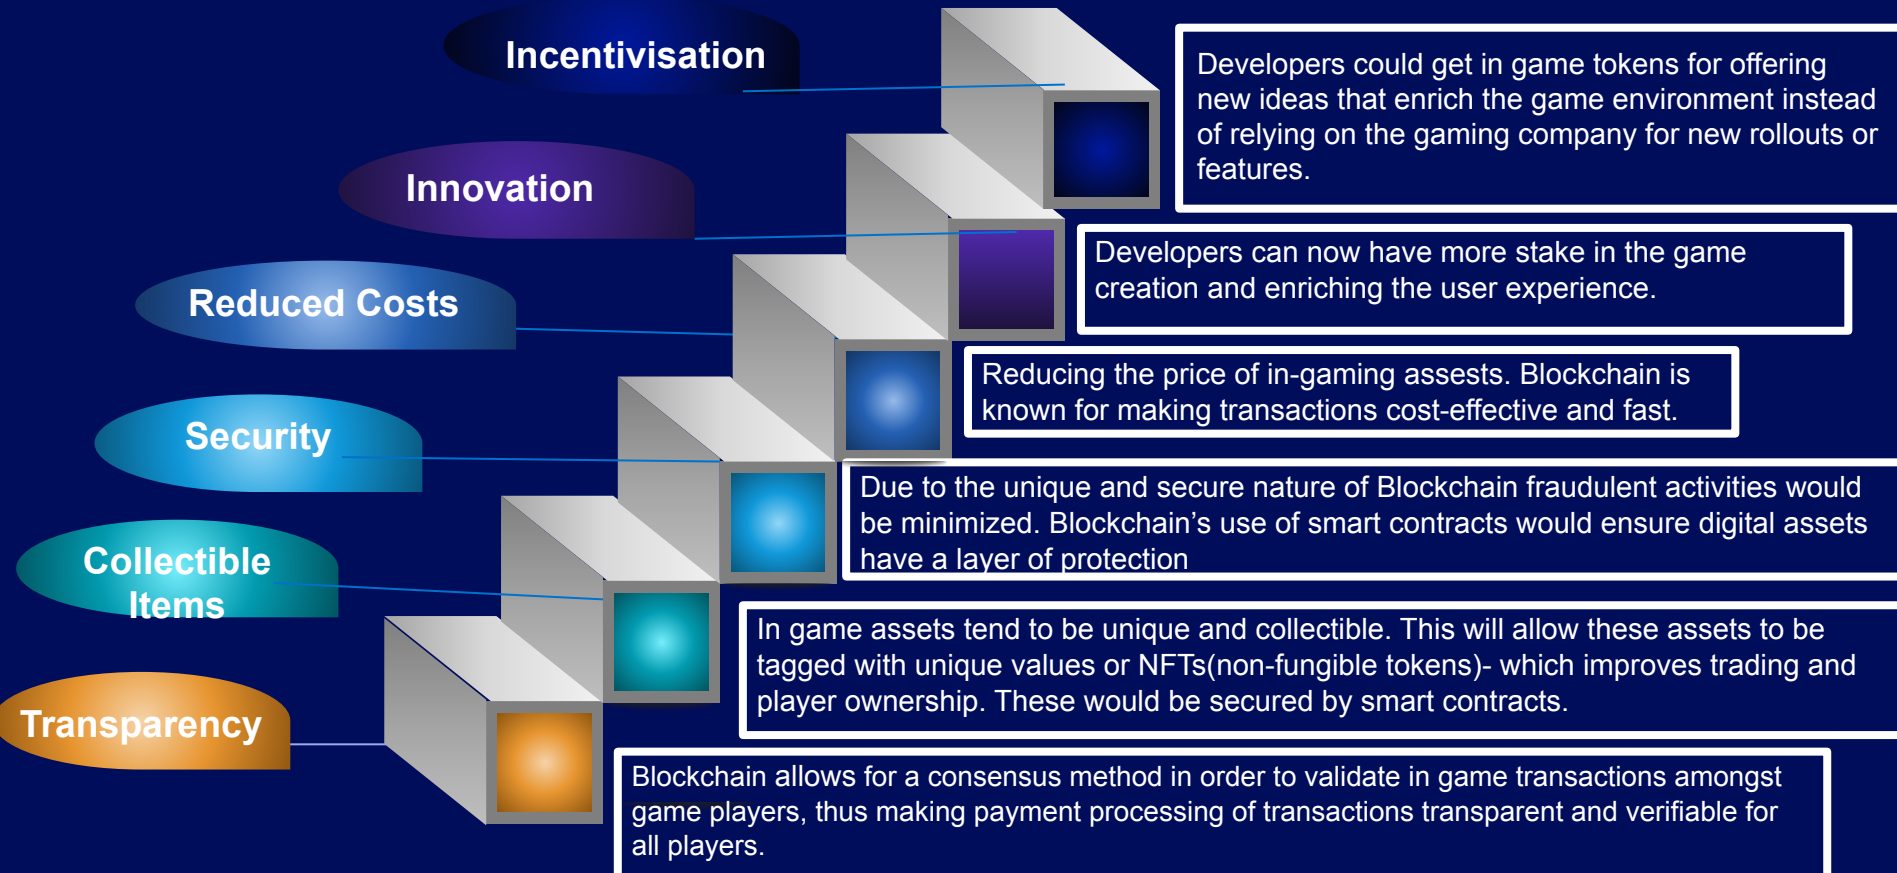 Incentivisation
Developers could get in game tokens for offering
new ideas that enrich the game environment instead
of relying on the gaming company for new rollouts or
features.
Innovation
Developers can now have more stake in the game
creation and enriching the user experience.
Reduced Costs
Reducing the price of in-gaming assests. Blockchain is
known for making transactions cost-effective and fast.
Security
Due to the unique and secure nature of Blockchain fraudulent activities would
be minimized. Blockchain’s use of smart contracts would ensure digital assets
have a layer of protection
Collectible
Items
In game assets tend to be unique and collectible. This will allow these assets to be
tagged with unique values or NFTs(non-fungible tokens)- which improves trading and
player ownership. These would be secured by smart contracts.
Transparency
Blockchain allows for a consensus method in order to validate in game transactions amongst
game players, thus making payment processing of transactions transparent and verifiable for
all players.